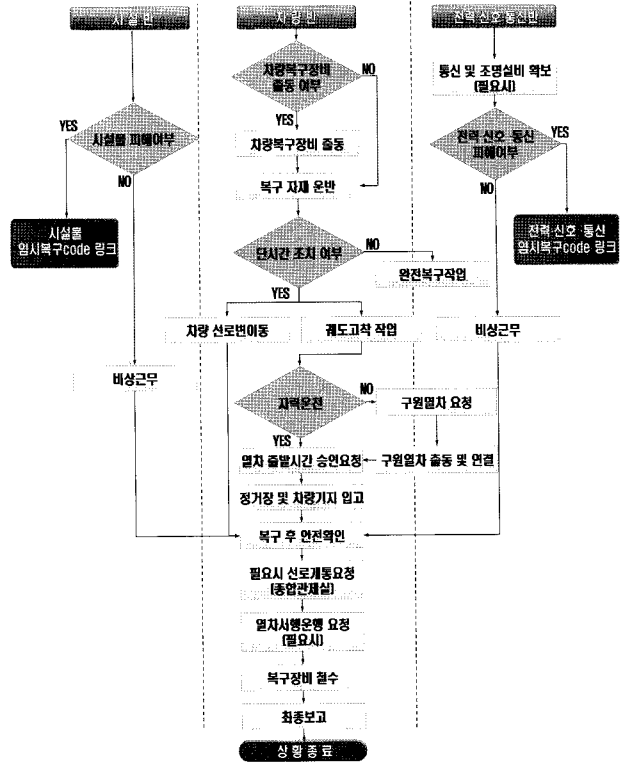 시 설 반
차 량 반
전력·신호·통신반
차량복구장비
출동 여부
NO
YES
통신 및 조명설비 확보
(필요시)
YES
시설물 피해여부
NO
차량복구장비 출동
전력·신호·통신
피해여부
YES
NO
복구 자재 운반
시설물
임시복구code 링크
전력·신호·통신
임시복구code 링크
단시간 조치 여부
NO
YES
완전복구작업
차량 선로변이동
궤도고착 작업
비상근무
비상근무
자력운전
NO
YES
구원열차 요청
열차 출발시간 승인요청
구원열차 출동 및 연결
정거장 및 차량기지 입고
복구 후 안전확인
필요시 선로개통요청
(종합관제실)
열차서행운행 요청
(필요시)
복구장비 철수
최종보고
상황종료